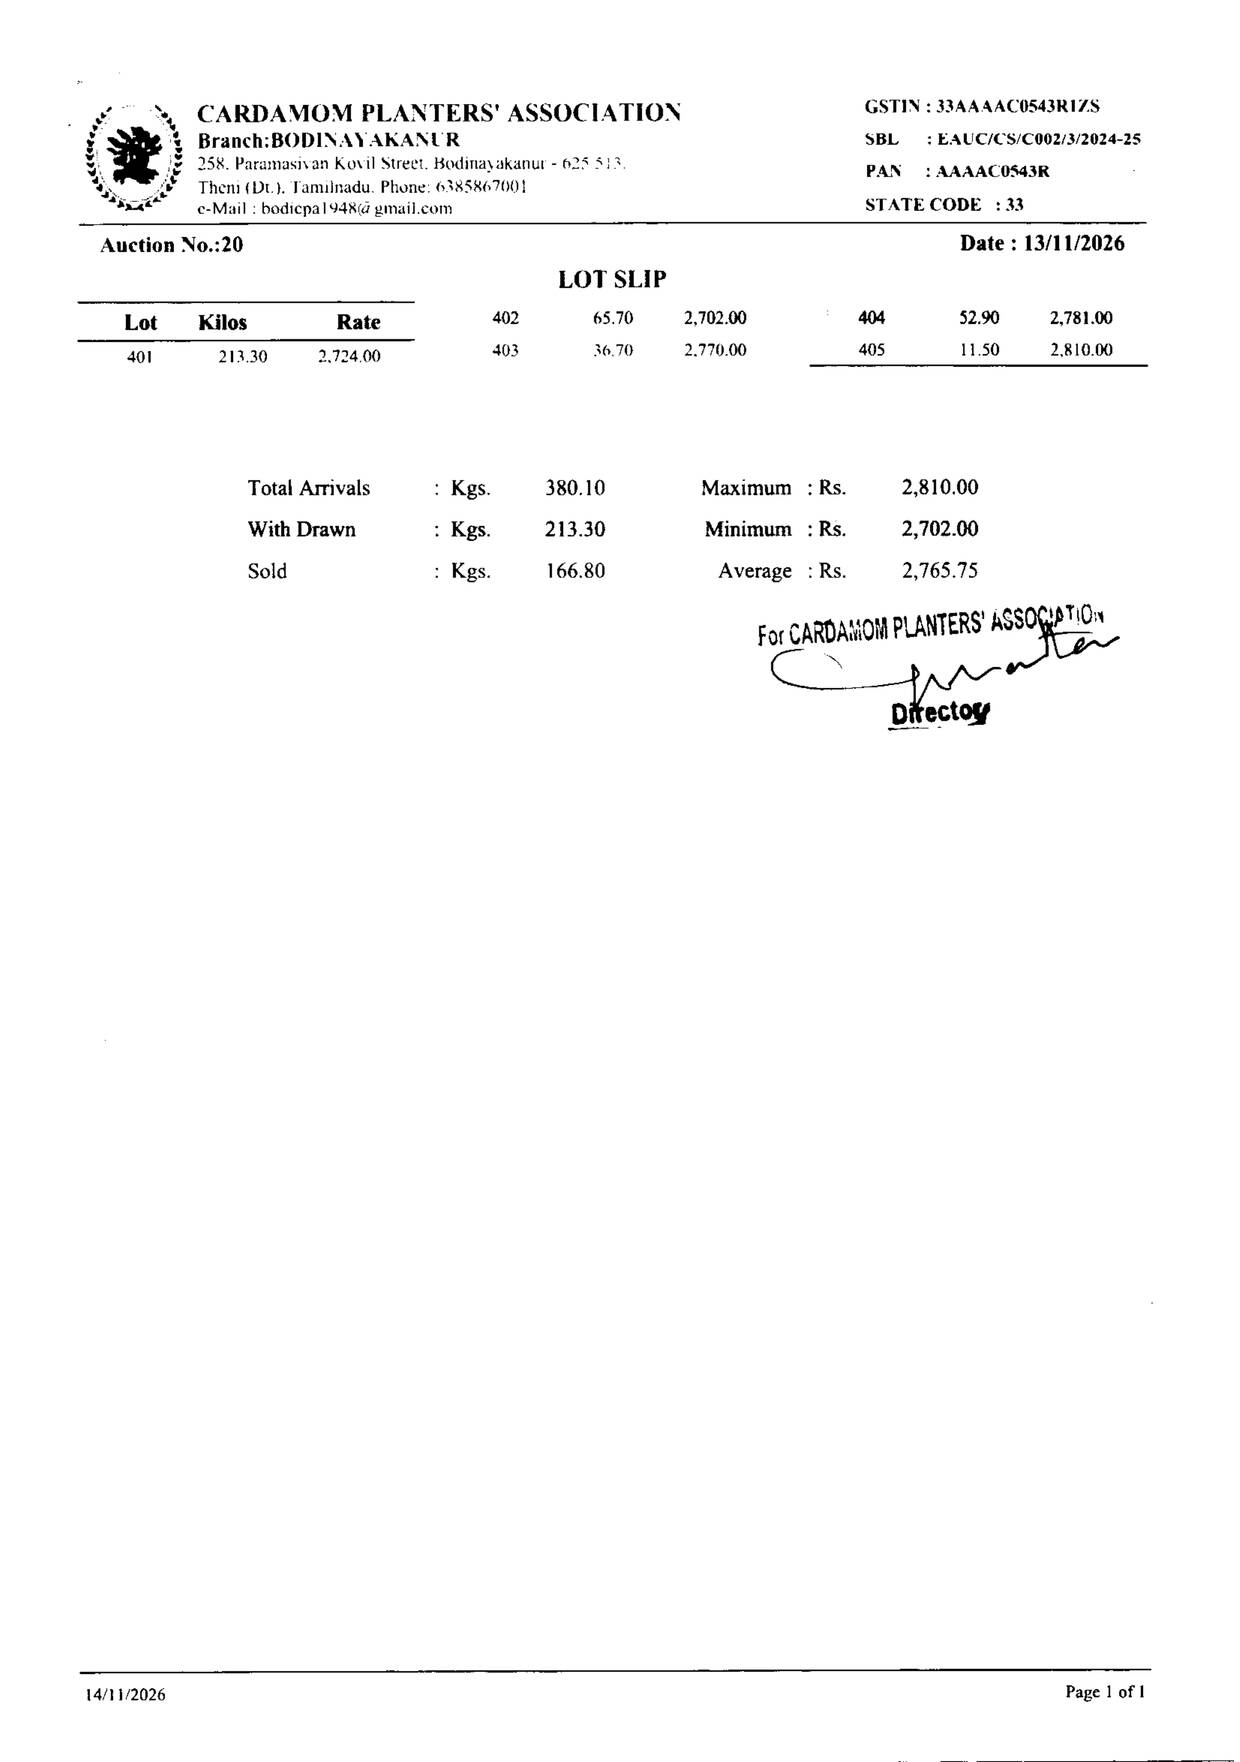 CARDAMOM PLANTERS' ASSOCIATION
Branch:BODINAYAKANUR
258, Paramasivan Kovil Street, Bodinayakanur - 625 513.
Theni (Dt.), Tamilnadu. Phone: 6385867001
e-Mail : bodicpa1948@gmail.com
GSTIN : 33AAAAC0543R1ZS
SBL : EAUC/CS/C002/3/2024-25
PAN : AAAAC0543R
STATE CODE : 33
Auction No.:20 Date : 13/11/2026
LOT SLIP
Lot Kilos Rate
401 213.30 2,724.00
402 65.70 2,702.00
403 36.70 2,770.00
404 52.90 2,781.00
405 11.50 2,810.00
Total Arrivals : Kgs. 380.10 Maximum : Rs. 2,810.00
With Drawn : Kgs. 213.30 Minimum : Rs. 2,702.00
Sold : Kgs. 166.80 Average : Rs. 2,765.75
For CARDAMOM PLANTERS' ASSOCIATION
Director
14/11/2026 Page 1 of 1